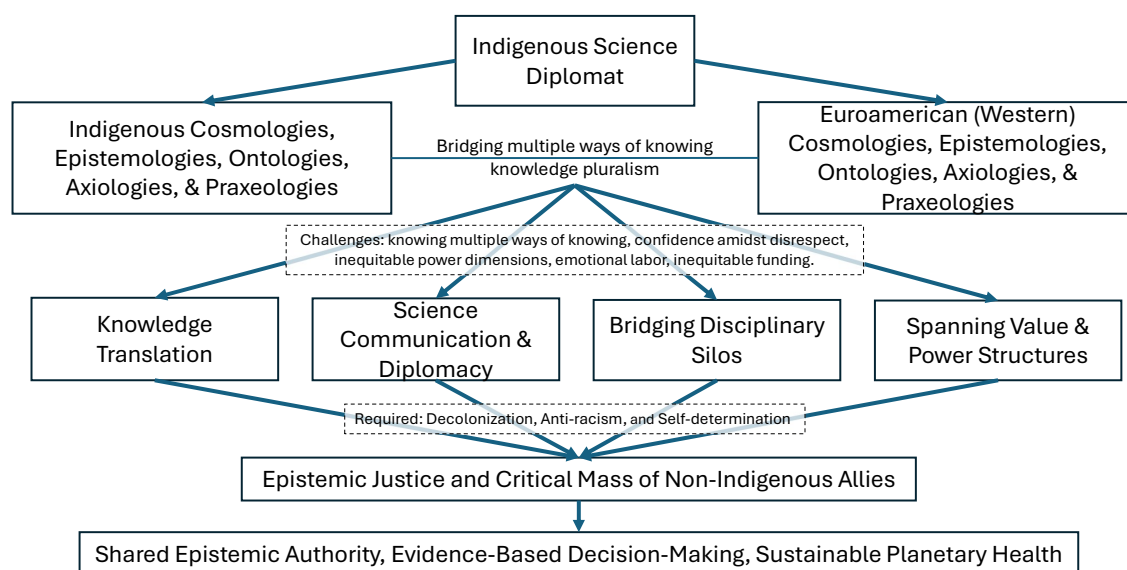 Indigenous Science
Diplomat
Indigenous Cosmologies,
Epistemologies, Ontologies,
Axiologies, & Praxeologies
Bridging multiple ways of knowing
knowledge pluralism
Euroamerican (Western)
Cosmologies, Epistemologies,
Ontologies, Axiologies, &
Praxeologies
Challenges: knowing multiple ways of knowing, confidence amidst disrespect,
inequitable power dimensions, emotional labor, inequitable funding.
Knowledge
Translation
Science
Communication &
Diplomacy
Bridging Disciplinary
Silos
Spanning Value &
Power Structures
Required: Decolonization, Anti-racism, and Self-determination
Epistemic Justice and Critical Mass of Non-Indigenous Allies
Shared Epistemic Authority, Evidence-Based Decision-Making, Sustainable Planetary Health